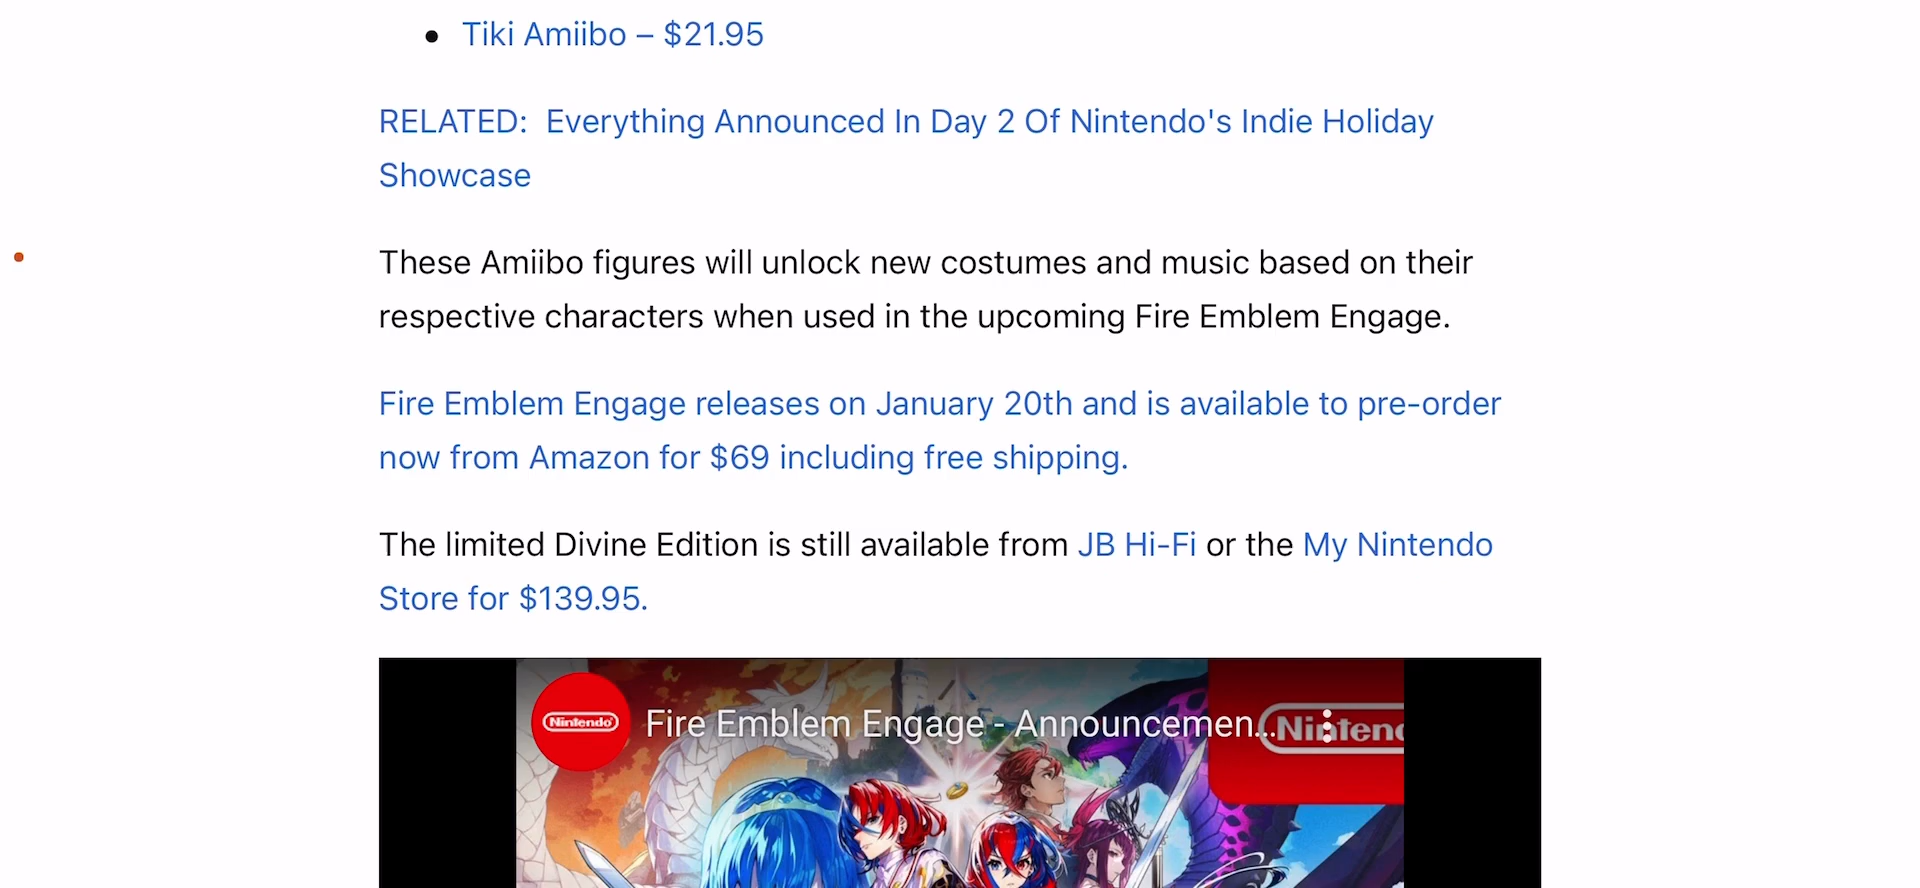 Tiki Amiibo – $21.95
RELATED: Everything Announced In Day 2 Of Nintendo's Indie Holiday
Showcase
These Amiibo figures will unlock new costumes and music based on their
respective characters when used in the upcoming Fire Emblem Engage.
Fire Emblem Engage releases on January 20th and is available to pre-order
now from Amazon for $69 including free shipping.
The limited Divine Edition is still available from JB Hi-Fi or the My Nintendo
Store for $139.95.
Nintendo
Fire Emblem Engage - Announcemen...
Ninten